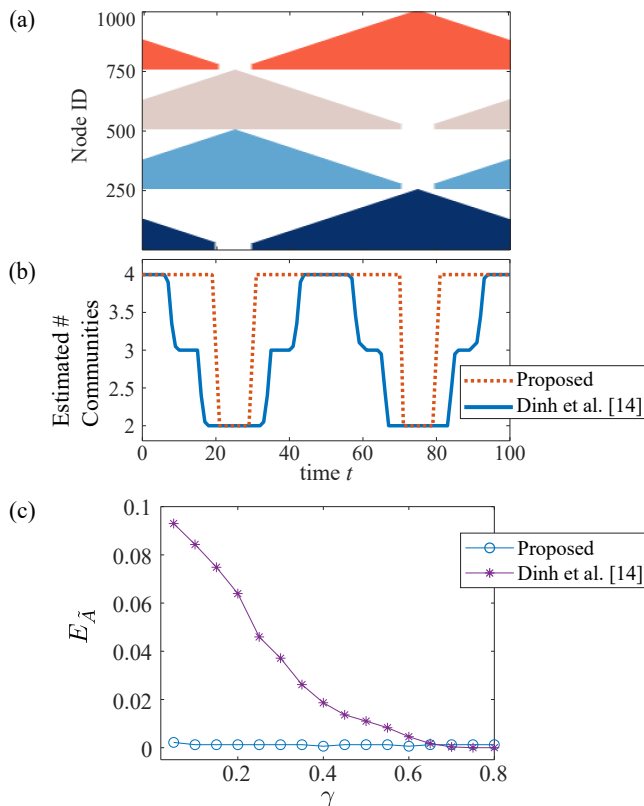 (a)
1000
750
500
250
Node ID
(b)
4
3.5
3
2.5
2
Estimated #
Communities
0 20 40 60 80 100
time t
Proposed
Dinh et al. [14]
(c)
0.1
0.08
0.06
0.04
0.02
0
E_Ã
0.2 0.4 0.6 0.8
γ
Proposed
Dinh et al. [14]